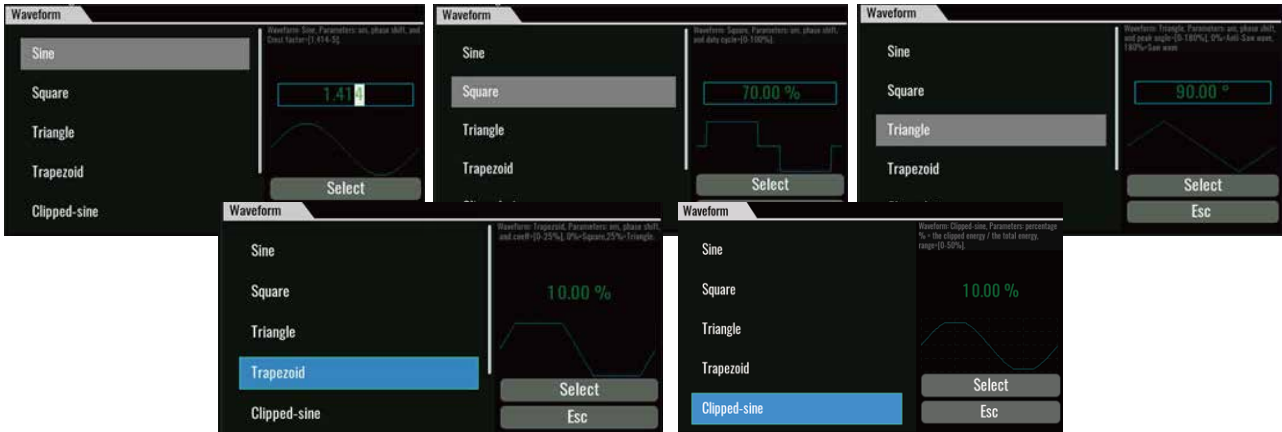 Waveform
Waveform: Sine, Parameters: am, phase shift, and
Crest factor=[1.414-5].
Sine
Square
Triangle
Trapezoid
Clipped-sine
1.414
Select
Waveform
Waveform: Square, Parameters: am, phase shift,
and duty cycle=[0-100%].
Sine
Square
Triangle
Trapezoid
70.00 %
Select
Waveform
Waveform: Triangle, Parameters: am, phase shift,
and peak angle=[0-180%], 0%=Anti-Saw wave,
180%=Saw wave
Sine
Square
Triangle
Trapezoid
90.00 °
Select
Esc
Waveform
Waveform: Trapezoid, Parameters: am, phase shift,
and coeff=[0-25%], 0%=Square,25%=Triangle.
Sine
Square
Triangle
Trapezoid
Clipped-sine
10.00 %
Select
Esc
Waveform
Waveform: Clipped-sine, Parameters: percentage
% = the clipped energy / the total energy,
range=[0-50%].
Sine
Square
Triangle
Trapezoid
Clipped-sine
10.00 %
Select
Esc